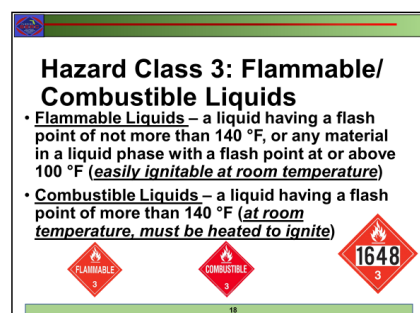 Hazard Class 3: Flammable/
Combustible Liquids
• Flammable Liquids – a liquid having a flash
point of not more than 140 °F, or any material
in a liquid phase with a flash point at or above
100 °F (easily ignitable at room temperature)
• Combustible Liquids – a liquid having a flash
point of more than 140 °F (at room
temperature, must be heated to ignite)
FLAMMABLE
3
COMBUSTIBLE
3
1648
3
18